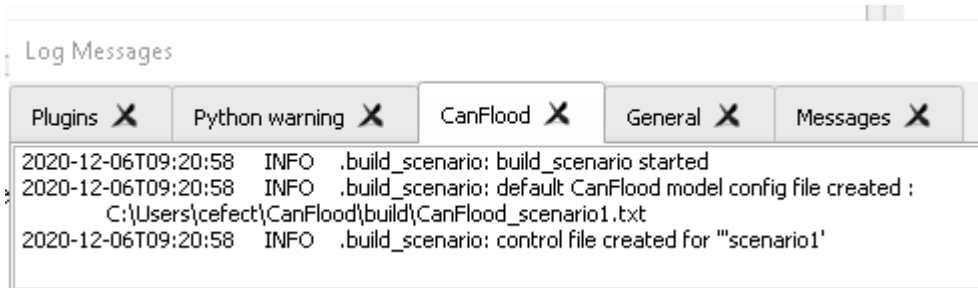 Log Messages
Plugins Python warning CanFlood General Messages
2020-12-06T09:20:58 INFO .build_scenario: build_scenario started
2020-12-06T09:20:58 INFO .build_scenario: default CanFlood model config file created :
C:\Users\cefect\CanFlood\build\CanFlood_scenario1.txt
2020-12-06T09:20:58 INFO .build_scenario: control file created for "'scenario1'